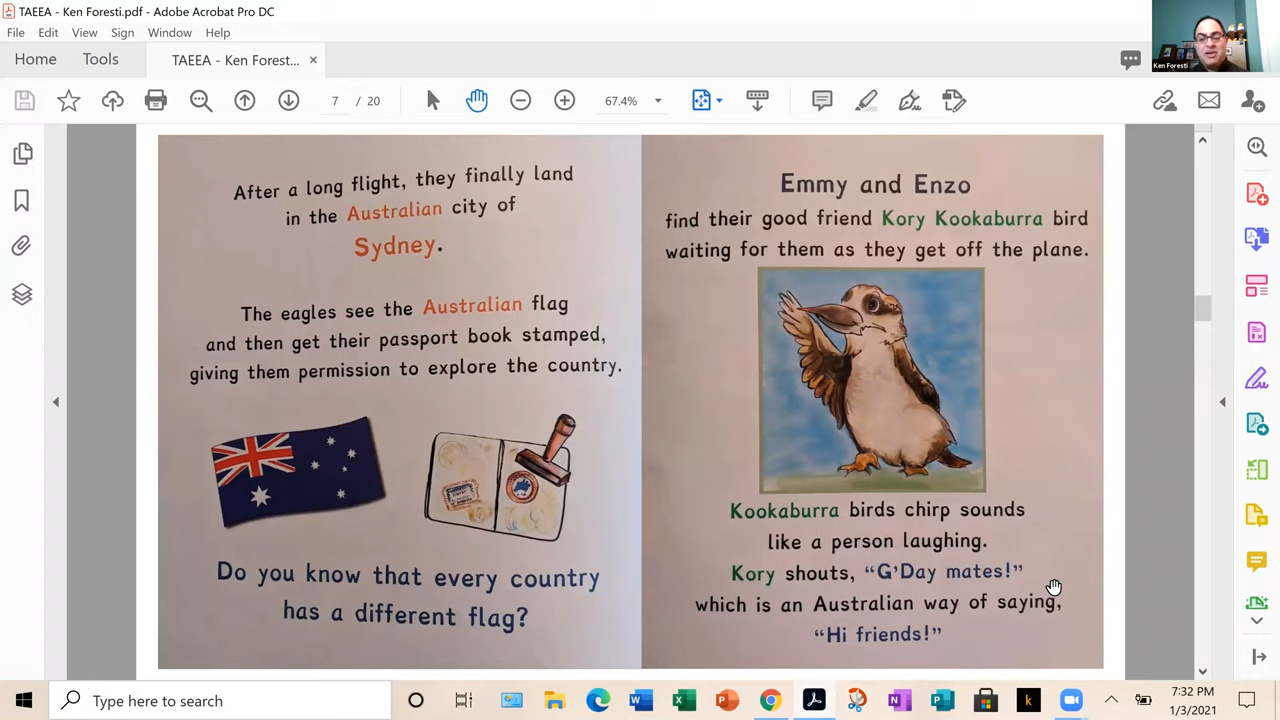 TAEEA - Ken Foresti.pdf - Adobe Acrobat Pro DC
File Edit View Sign Window Help
Home Tools TAEEA - Ken Forest... ×
7 / 20 67.4%
Ken Foresti
After a long flight, they finally land
in the Australian city of
Sydney.
The eagles see the Australian flag
and then get their passport book stamped,
giving them permission to explore the country.
Do you know that every country
has a different flag?
Emmy and Enzo
find their good friend Kory Kookaburra bird
waiting for them as they get off the plane.
Kookaburra birds chirp sounds
like a person laughing.
Kory shouts, “G’Day mates!”
which is an Australian way of saying,
“Hi friends!”
Type here to search
7:32 PM
1/3/2021